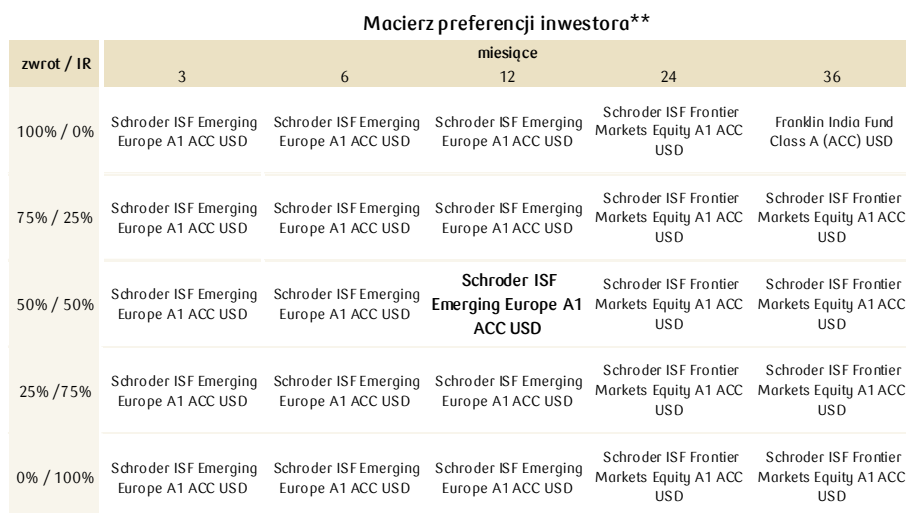 Macierz preferencji inwestora**
zwrot / IR
miesiące
3 6 12 24 36
100% / 0%
Schroder ISF Emerging
Europe A1 ACC USD
Schroder ISF Emerging
Europe A1 ACC USD
Schroder ISF Emerging
Europe A1 ACC USD
Schroder ISF Frontier
Markets Equity A1 ACC
USD
Franklin India Fund
Class A (ACC) USD
75% / 25%
Schroder ISF Emerging
Europe A1 ACC USD
Schroder ISF Emerging
Europe A1 ACC USD
Schroder ISF Emerging
Europe A1 ACC USD
Schroder ISF Frontier
Markets Equity A1 ACC
USD
Schroder ISF Frontier
Markets Equity A1 ACC
USD
50% / 50%
Schroder ISF Emerging
Europe A1 ACC USD
Schroder ISF Emerging
Europe A1 ACC USD
Schroder ISF
Emerging Europe A1
ACC USD
Schroder ISF Frontier
Markets Equity A1 ACC
USD
Schroder ISF Frontier
Markets Equity A1 ACC
USD
25% /75%
Schroder ISF Emerging
Europe A1 ACC USD
Schroder ISF Emerging
Europe A1 ACC USD
Schroder ISF Emerging
Europe A1 ACC USD
Schroder ISF Frontier
Markets Equity A1 ACC
USD
Schroder ISF Frontier
Markets Equity A1 ACC
USD
0% / 100%
Schroder ISF Emerging
Europe A1 ACC USD
Schroder ISF Emerging
Europe A1 ACC USD
Schroder ISF Emerging
Europe A1 ACC USD
Schroder ISF Frontier
Markets Equity A1 ACC
USD
Schroder ISF Frontier
Markets Equity A1 ACC
USD